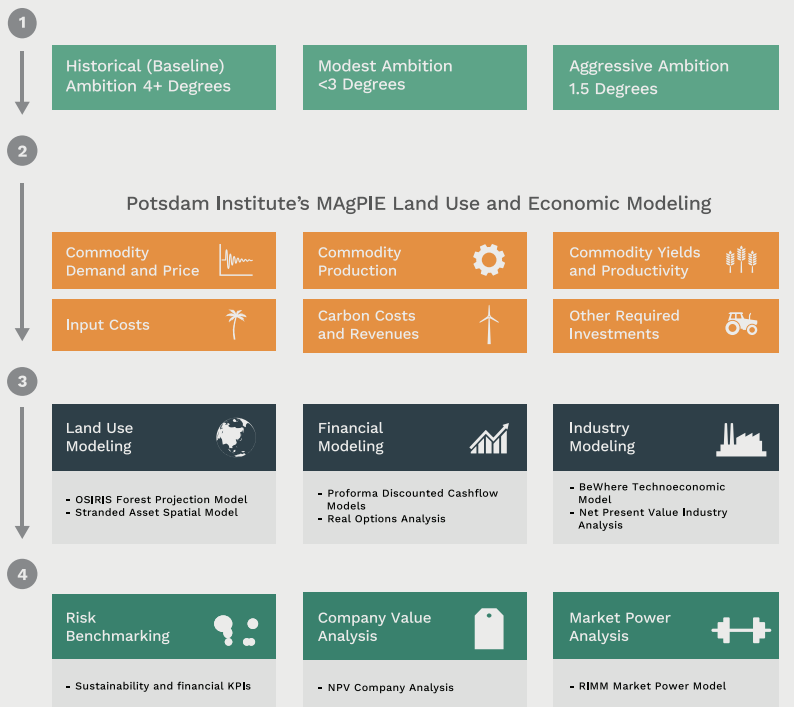 1
Historical (Baseline)
Ambition 4+ Degrees
Modest Ambition
<3 Degrees
Aggressive Ambition
1.5 Degrees
2
Potsdam Institute's MAgPIE Land Use and Economic Modeling
Commodity
Demand and Price
Commodity
Production
Commodity Yields
and Productivity
Input Costs
Carbon Costs
and Revenues
Other Required
Investments
3
Land Use
Modeling
Financial
Modeling
Industry
Modeling
- OSIRIS Forest Projection Model
- Stranded Asset Spatial Model
- Proforma Discounted Cashflow
Models
- Real Options Analysis
- BeWhere Technoeconomic
Model
- Net Present Value Industry
Analysis
4
Risk
Benchmarking
Company Value
Analysis
Market Power
Analysis
- Sustainability and financial KPIs
- NPV Company Analysis
- RIMM Market Power Model